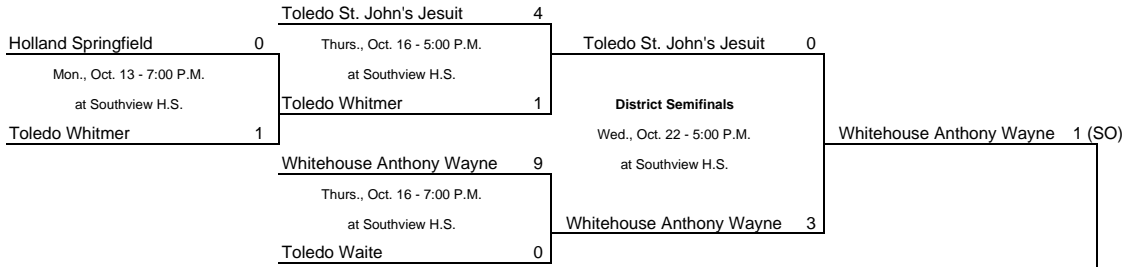 Toledo St. John's Jesuit 4
Holland Springfield 0
Thurs., Oct. 16 - 5:00 P.M.
Toledo St. John's Jesuit 0
Mon., Oct. 13 - 7:00 P.M.
at Southview H.S.
at Southview H.S.
Toledo Whitmer 1
District Semifinals
Toledo Whitmer 1
Wed., Oct. 22 - 5:00 P.M.
Whitehouse Anthony Wayne 1 (SO)
Whitehouse Anthony Wayne 9
at Southview H.S.
Thurs., Oct. 16 - 7:00 P.M.
at Southview H.S.
Whitehouse Anthony Wayne 3
Toledo Waite 0